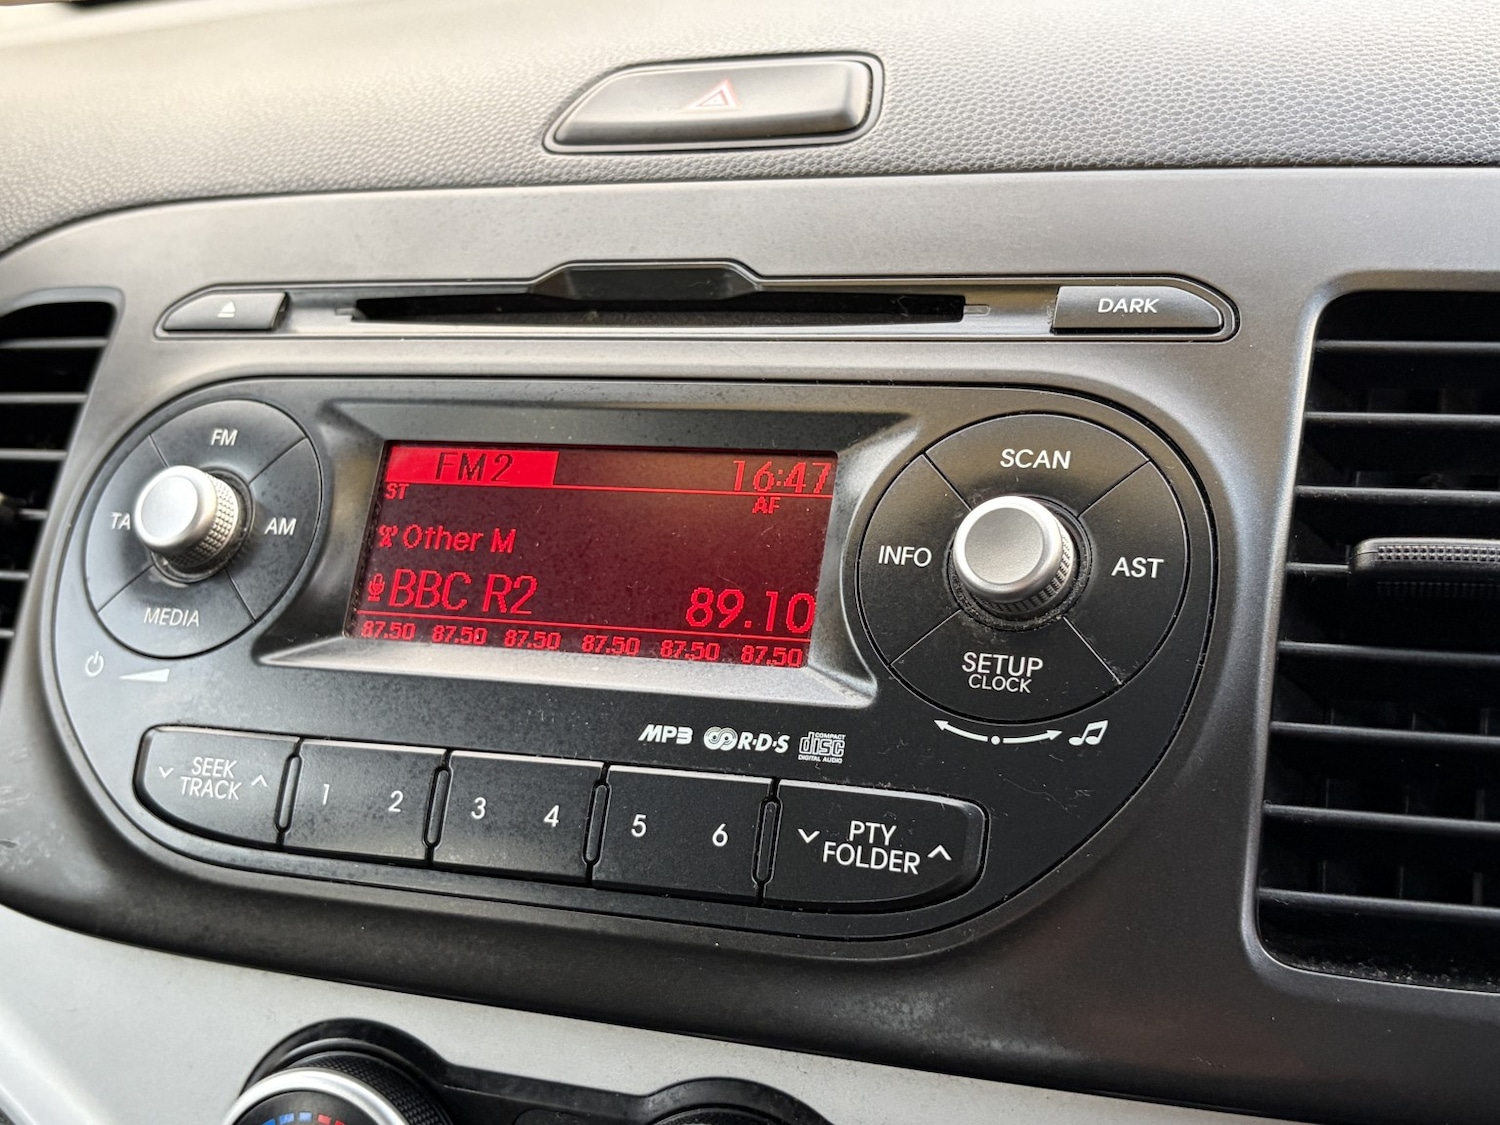 DARK
FM
TA
AM
MEDIA
FM2 16:47
ST AF
Other M
BBC R2 89.10
87.50 87.50 87.50 87.50 87.50 87.50
SCAN
INFO
AST
SETUP
CLOCK
MP3 R·D·S COMPACT
disc
DIGITAL AUDIO
SEEK
TRACK
1 2 3 4 5 6
PTY
FOLDER